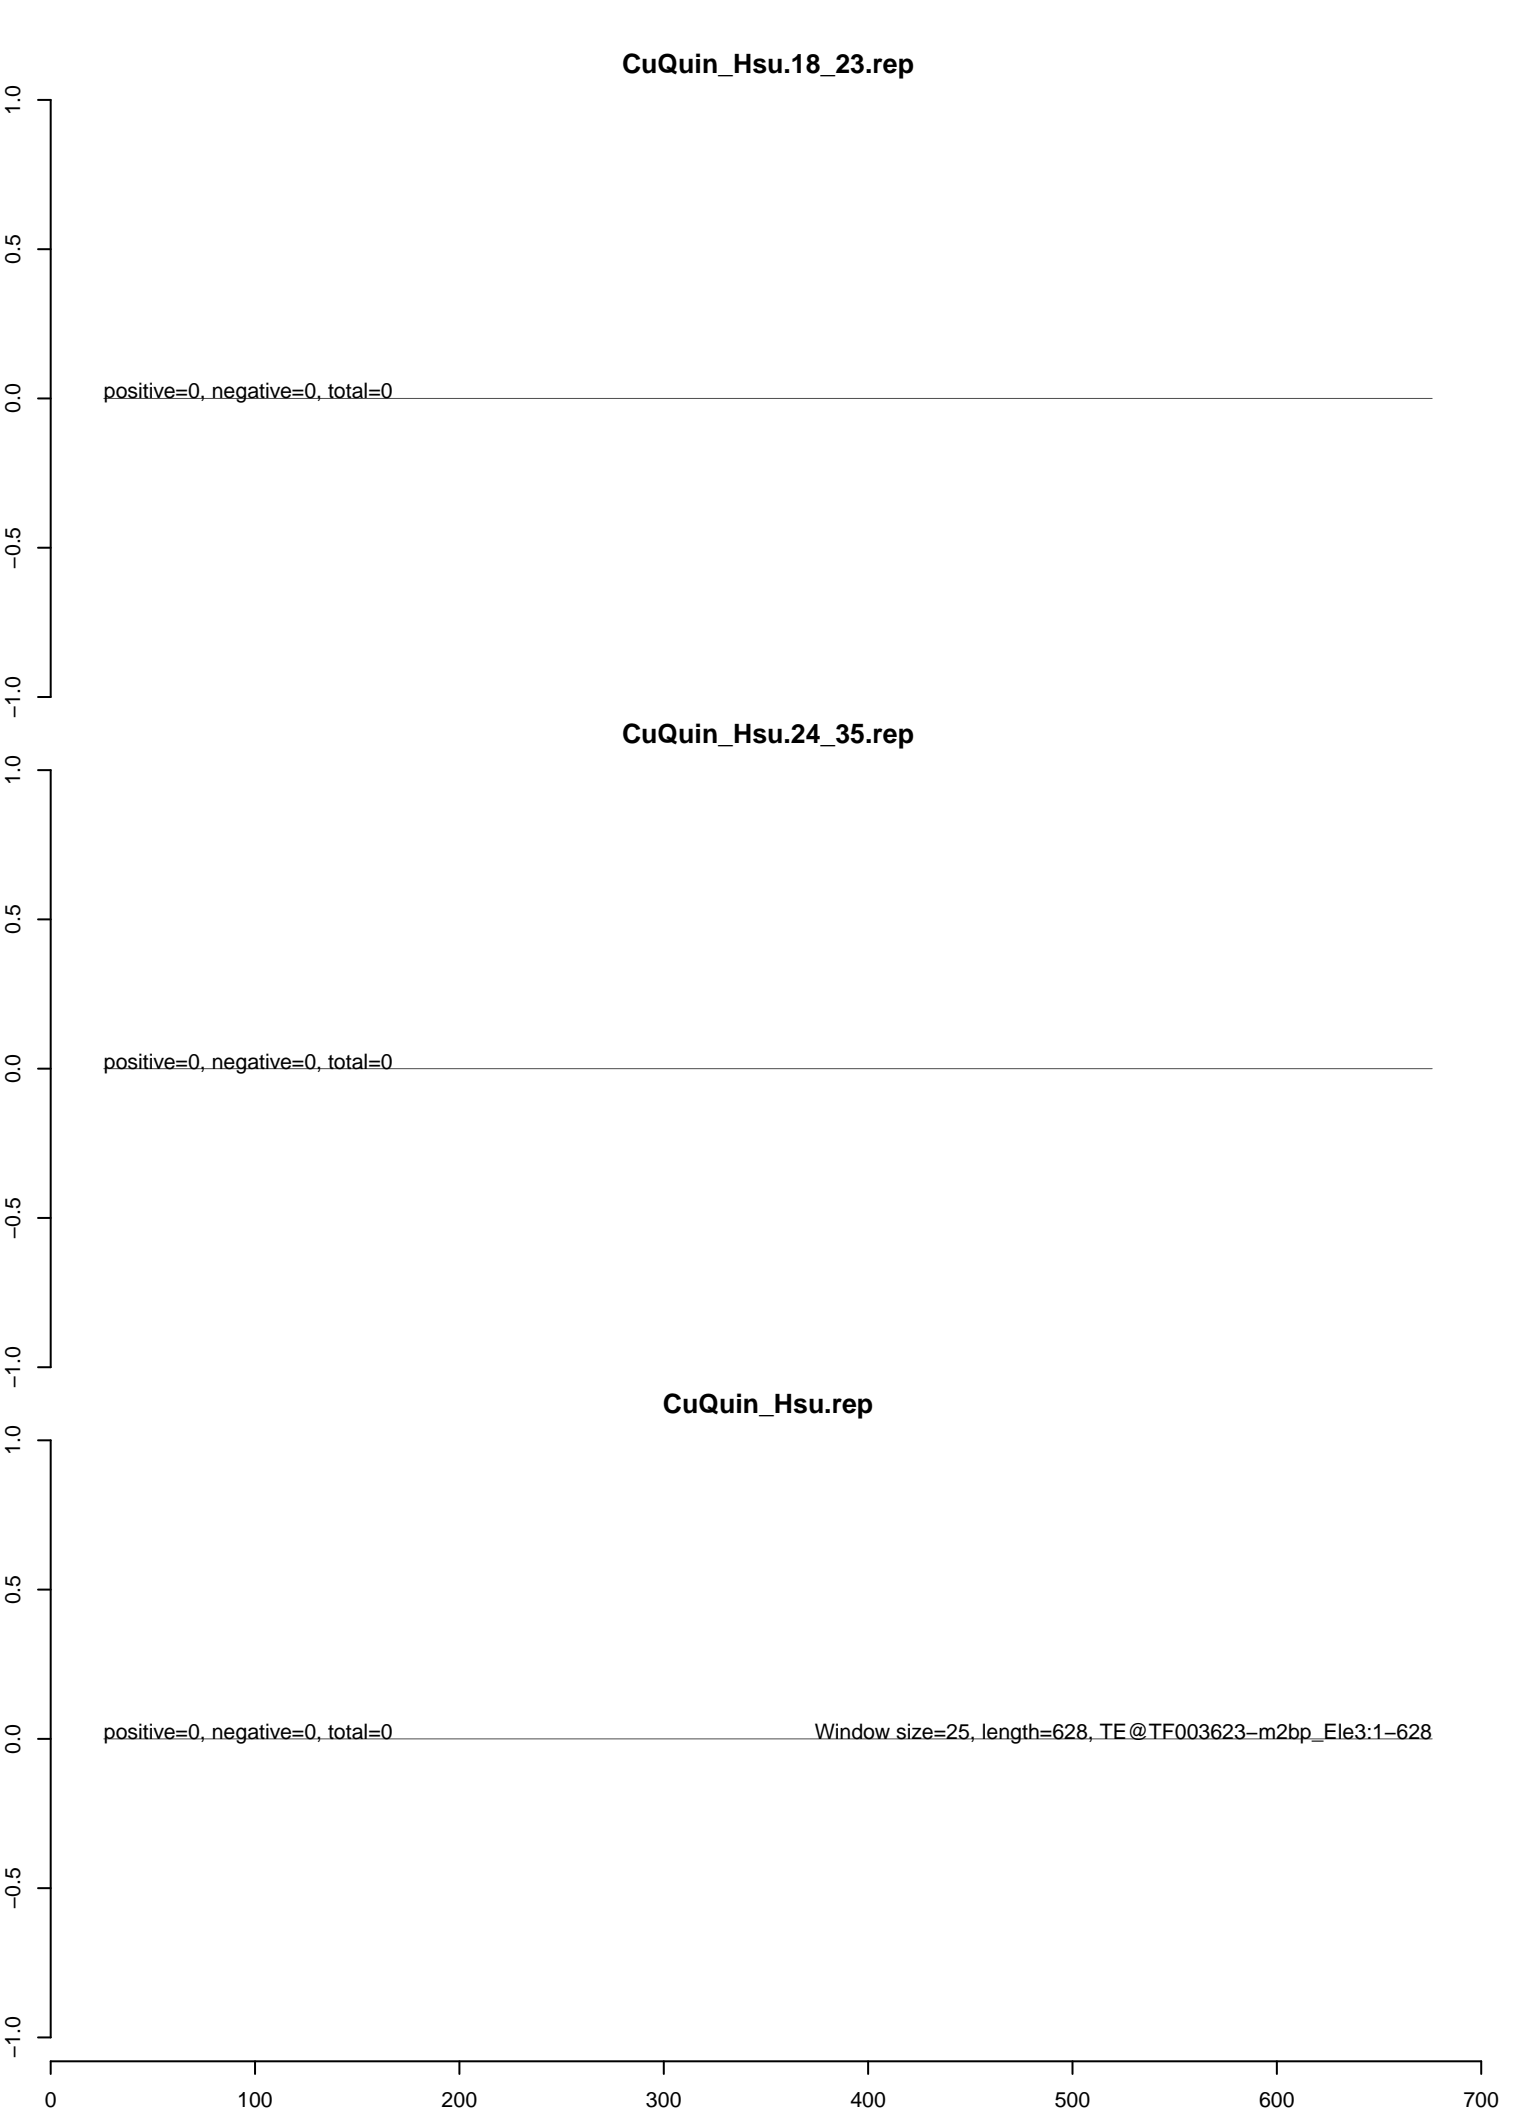 CuQuin_Hsu.18_23.rep
1.0
0.5
0.0
−0.5
−1.0
positive=0, negative=0, total=0
CuQuin_Hsu.24_35.rep
1.0
0.5
0.0
−0.5
−1.0
positive=0, negative=0, total=0
CuQuin_Hsu.rep
1.0
0.5
0.0
−0.5
−1.0
positive=0, negative=0, total=0
Window size=25, length=628, TE@TF003623−m2bp_Ele3:1−628
0 100 200 300 400 500 600 700